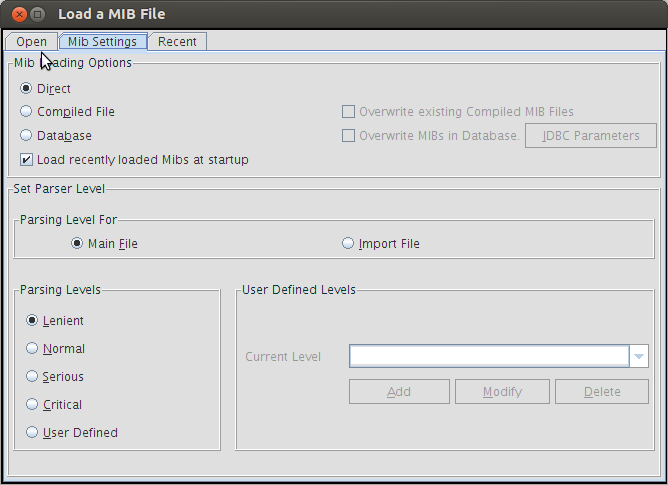 Load a MIB File
Open Mib Settings Recent
Mib Loading Options
Direct
Compiled File Overwrite existing Compiled MIB Files
Database Overwrite MIBs in Database. JDBC Parameters
Load recently loaded Mibs at startup
Set Parser Level
Parsing Level For
Main File Import File
Parsing Levels User Defined Levels
Lenient
Normal
Current Level
Serious
Add Modify Delete
Critical
User Defined